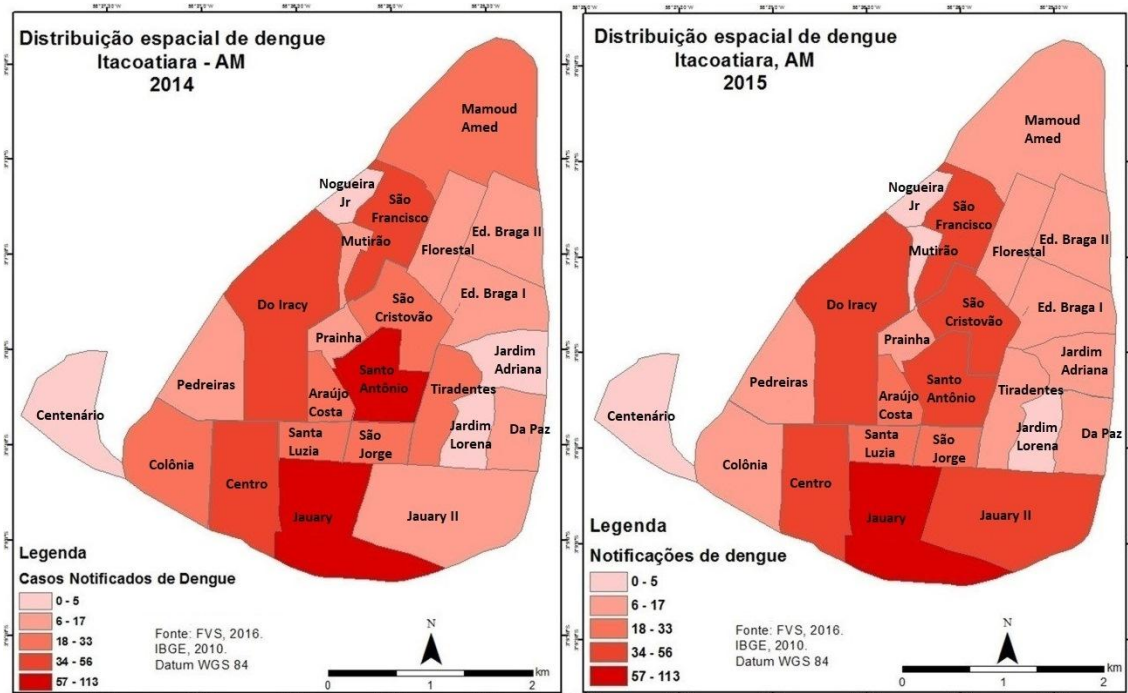 Distribuição espacial de dengue
Itacoatiara - AM
2014
Mamoud
Amed
Nogueira
Jr
São
Francisco
Mutirão
Florestal
Ed. Braga II
Ed. Braga I
Do Iracy
São
Cristovão
Prainha
Jardim
Adriana
Santo
Antônio
Tiradentes
Pedreiras
Araújo
Costa
Centenário
Jardim
Lorena
Da Paz
Santa
Luzia
São
Jorge
Colônia
Centro
Jauary
Jauary II
Legenda
Casos Notificados de Dengue
0 - 5
6 - 17
18 - 33
34 - 56
57 - 113
Fonte: FVS, 2016.
IBGE, 2010.
Datum WGS 84
N
km
0 1 2
Distribuição espacial de dengue
Itacoatiara, AM
2015
Mamoud
Amed
Nogueira
Jr
São
Francisco
Mutirão
Florestal
Ed. Braga II
Ed. Braga I
Do Iracy
São
Cristovão
Prainha
Jardim
Adriana
Santo
Antônio
Tiradentes
Pedreiras
Araújo
Costa
Centenário
Jardim
Lorena
Da Paz
Santa
Luzia
São
Jorge
Colônia
Centro
Jauary
Jauary II
Legenda
Notificações de dengue
0 - 5
6 - 17
18 - 33
34 - 56
57 - 113
Fonte: FVS, 2016.
IBGE, 2010.
Datum WGS 84
N
km
0 1 2